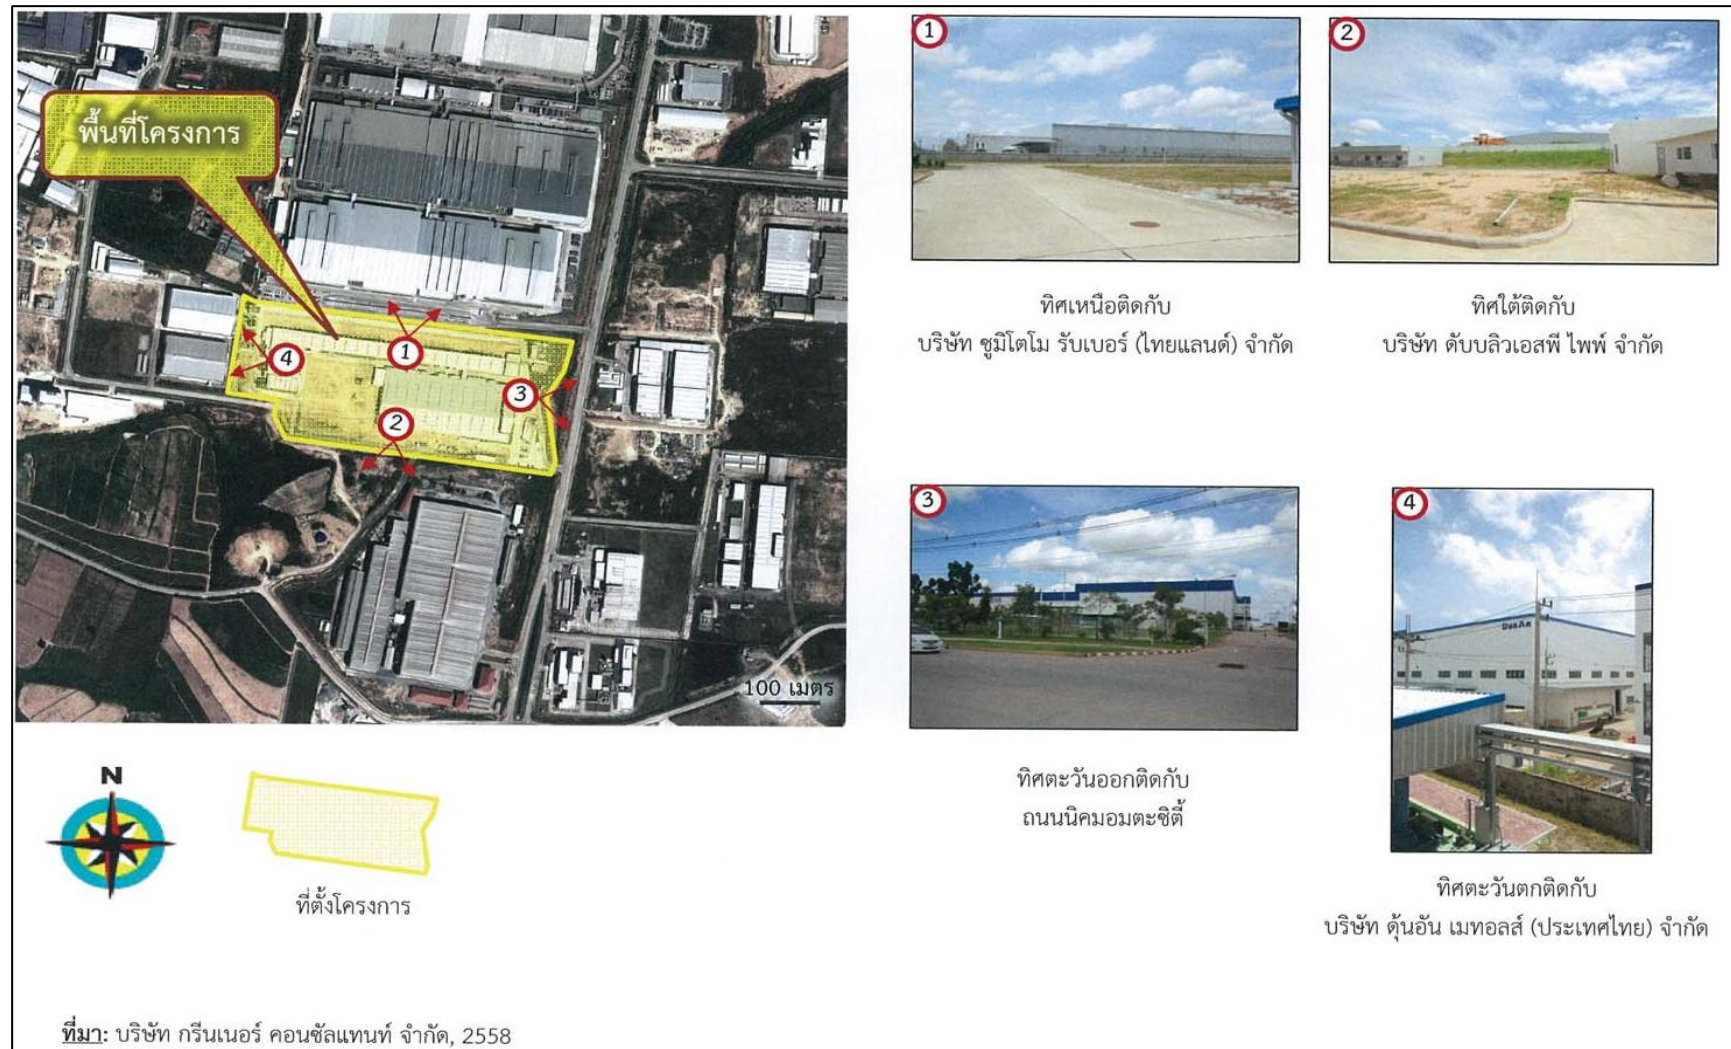 พื้นที่โครงการ
1
2
3
4
100 เมตร
N
ที่ตั้งโครงการ
1
ทิศเหนือติดกับ
บริษัท ซูมิโตโม รับเบอร์ (ไทยแลนด์) จำกัด
2
ทิศใต้ติดกับ
บริษัท ดับบลิวเอสพี ไพพ์ จำกัด
3
ทิศตะวันออกติดกับ
ถนนนิคมอมตะซิตี้
4
DunAn
ทิศตะวันตกติดกับ
บริษัท ดุ้นอัน เมทอลส์ (ประเทศไทย) จำกัด
ที่มา: บริษัท กรีนเนอร์ คอนซัลแทนท์ จำกัด, 2558